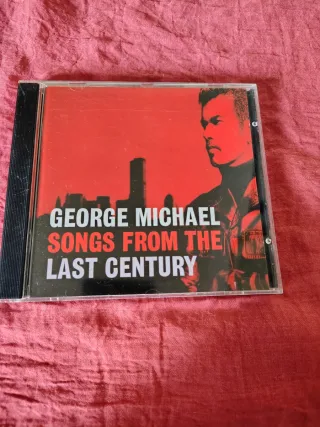 GEORGE MICHAEL
SONGS FROM THE
LAST CENTURY